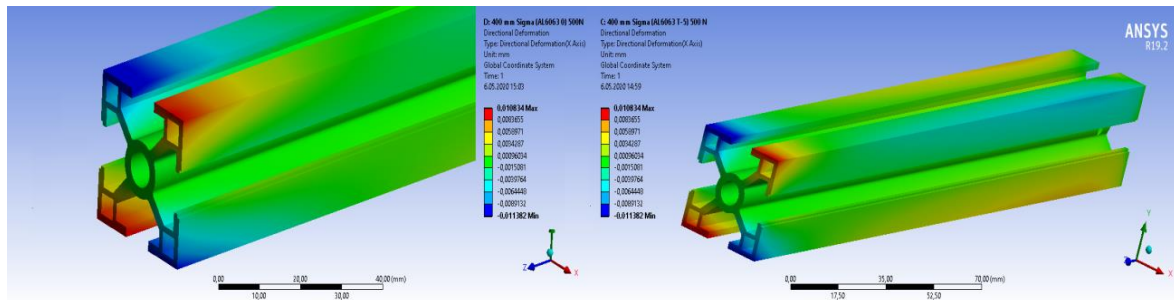 D: 400 mm Sigma (AL6063 O) 500N
Directional Deformation
Type: Directional Deformation(X Axis)
Unit: mm
Global Coordinate System
Time: 1
6.05.2020 15:03
0,010834 Max
0,0083655
0,0058971
0,0034287
0,00096034
-0,0015081
-0,0039764
-0,0064448
-0,0089132
-0,011382 Min
0,00
20,00
40,00 (mm)
10,00
30,00
Z
X
C: 400 mm Sigma (AL6063 T-5) 500 N
Directional Deformation
Type: Directional Deformation(X Axis)
Unit: mm
Global Coordinate System
Time: 1
6.05.2020 14:59
0,010834 Max
0,0083655
0,0058971
0,0034287
0,00096034
-0,0015081
-0,0039764
-0,0064448
-0,0089132
-0,011382 Min
ANSYS
R19.2
0,00
35,00
70,00 (mm)
17,50
52,50
Y
Z
X